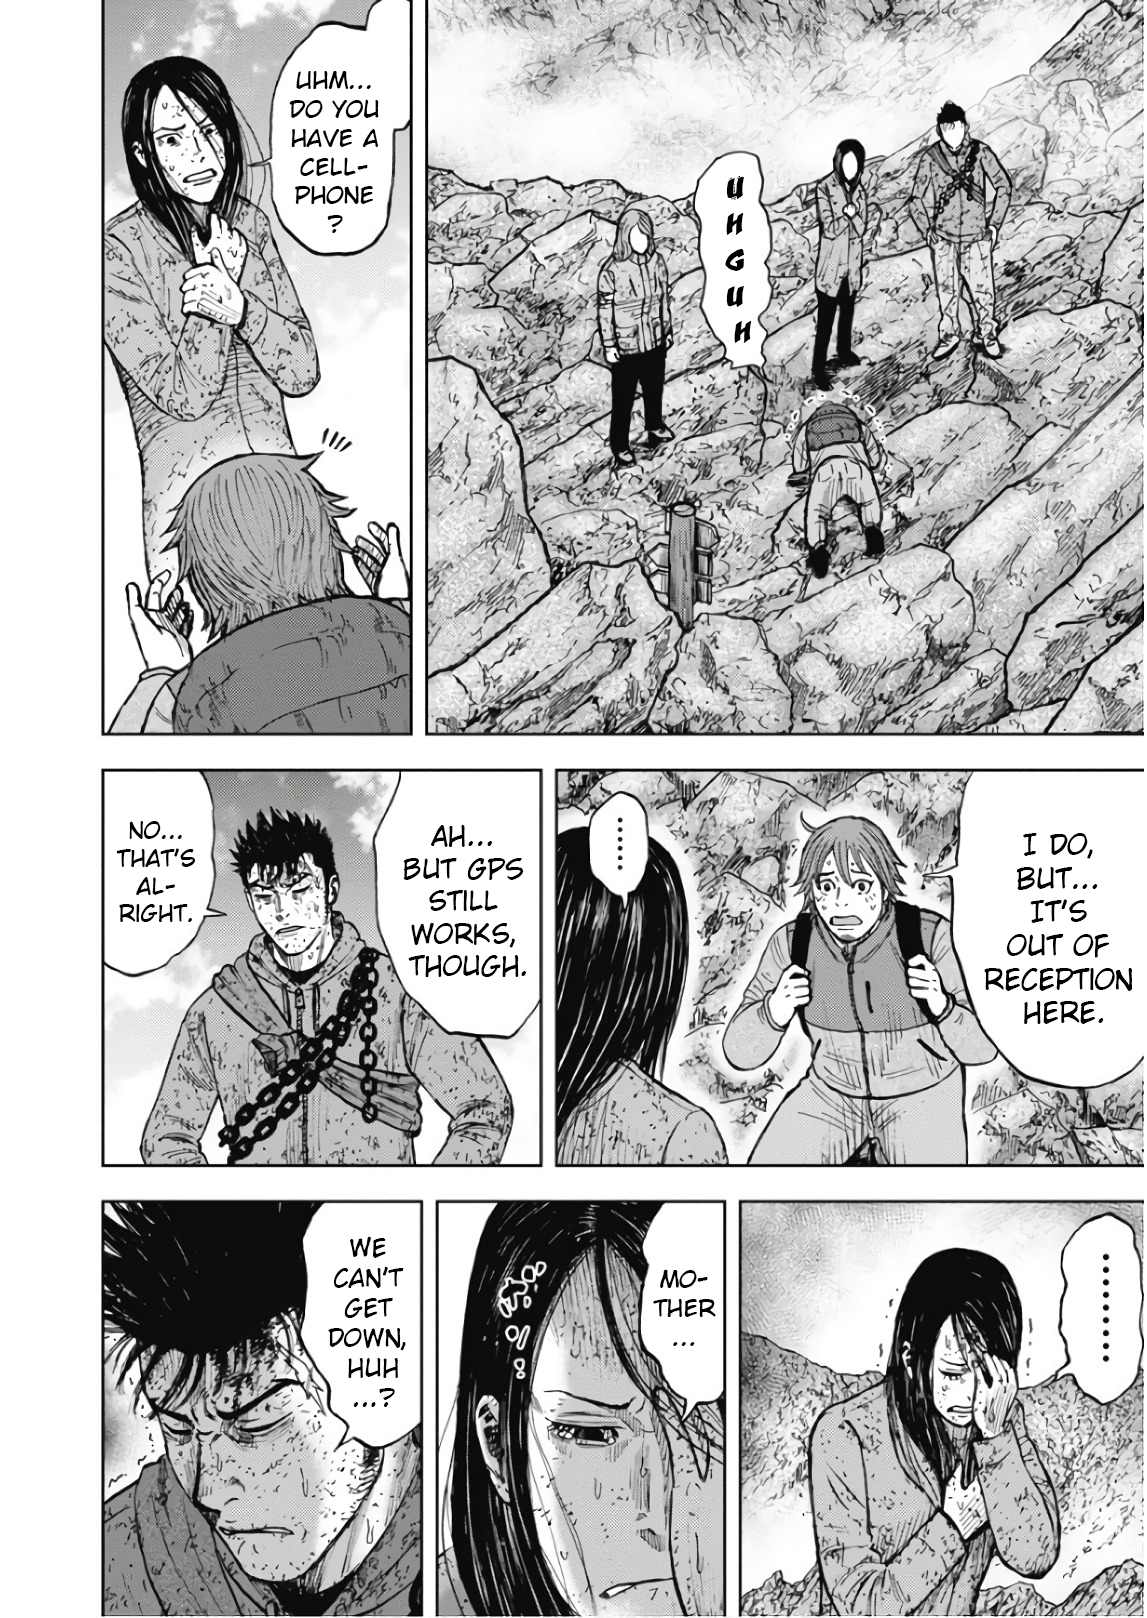 U
H
G
U
H
UHM...
DO YOU
HAVE A
CELL-
PHONE
?
I DO,
BUT...
IT'S
OUT OF
RECEPTION
HERE.
......
AH...
BUT GPS
STILL
WORKS,
THOUGH.
NO...
THAT'S
AL-
RIGHT.
........
MO-
THER
...
WE
CAN'T
GET
DOWN,
HUH
...?